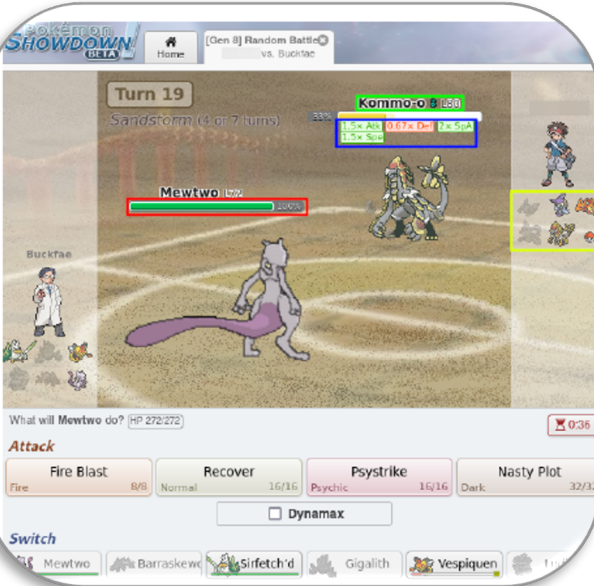 Pokémon
SHOWDOWN!
BETA
Home
[Gen 8] Random Battle
vs. Buckfae
Turn 19
Sandstorm (4 or 7 turns)
Kommo-o
33%
1.5× Atk 0.67× Def 2× SpA
1.5× Spe
Mewtwo L72
100%
Buckfae
What will Mewtwo do? HP 272/272
0:36
Attack
Fire Blast
Fire 8/8
Recover
Normal 16/16
Psystrike
Psychic 16/16
Nasty Plot
Dark 32/32
Dynamax
Switch
Mewtwo
Barraskewd
Sirfetch'd
Gigalith
Vespiquen